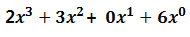 2x³ + 3x² + 0x¹ + 6x⁰